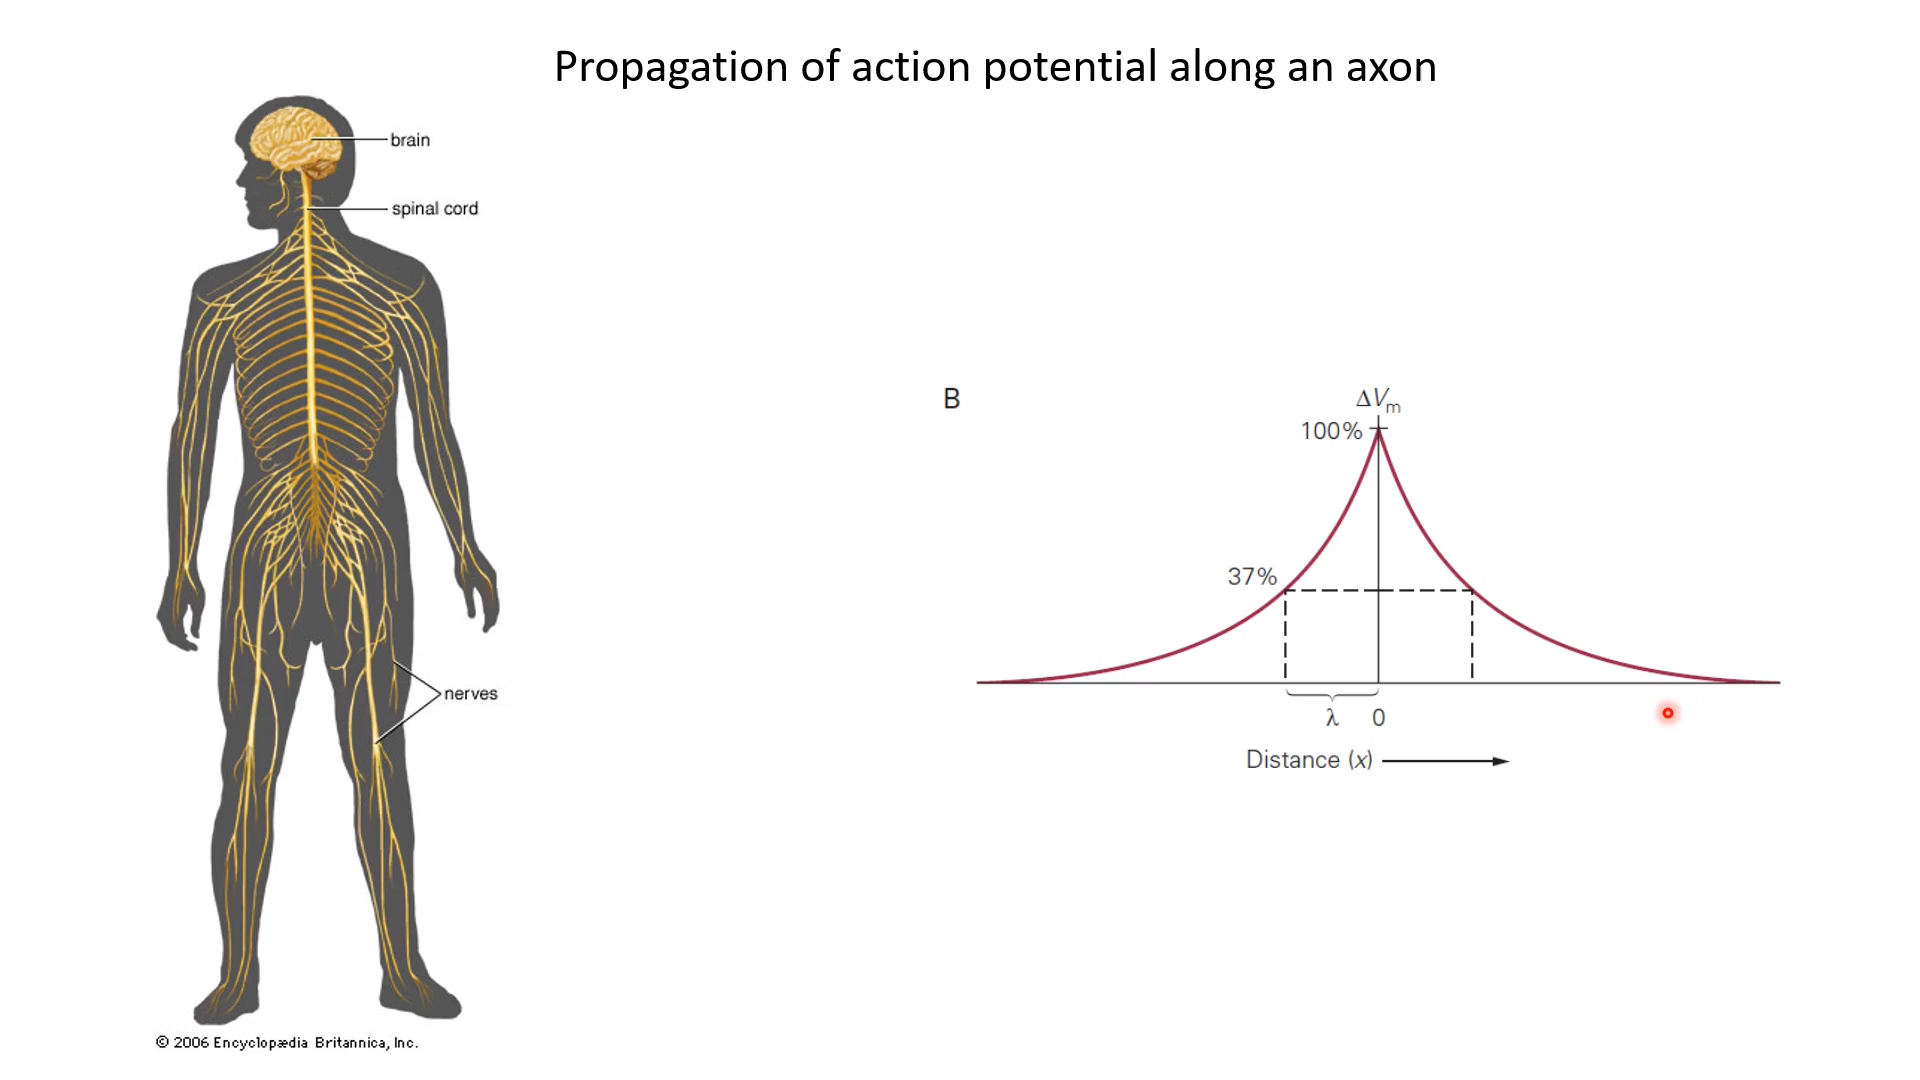 Propagation of action potential along an axon
brain
spinal cord
nerves
© 2006 Encyclopædia Britannica, Inc.
B
ΔVm
100%
37%
λ 0
Distance (x)